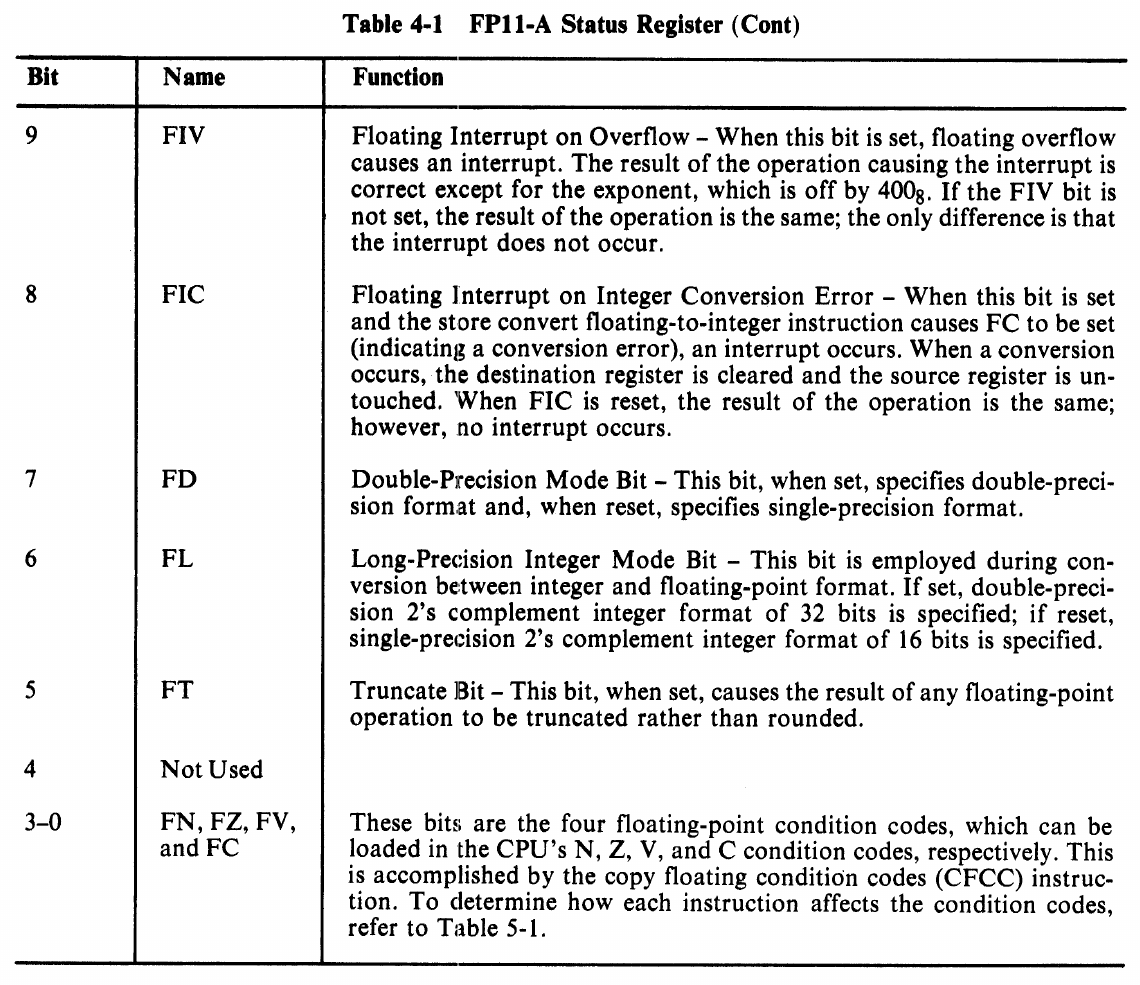 Table 4-1 FP11-A Status Register (Cont)
Bit Name Function
9 FIV Floating Interrupt on Overflow – When this bit is set, floating overflow
causes an interrupt. The result of the operation causing the interrupt is
correct except for the exponent, which is off by 400₈. If the FIV bit is
not set, the result of the operation is the same; the only difference is that
the interrupt does not occur.
8 FIC Floating Interrupt on Integer Conversion Error – When this bit is set
and the store convert floating-to-integer instruction causes FC to be set
(indicating a conversion error), an interrupt occurs. When a conversion
occurs, the destination register is cleared and the source register is un-
touched. When FIC is reset, the result of the operation is the same;
however, no interrupt occurs.
7 FD Double-Precision Mode Bit – This bit, when set, specifies double-preci-
sion format and, when reset, specifies single-precision format.
6 FL Long-Precision Integer Mode Bit – This bit is employed during con-
version between integer and floating-point format. If set, double-preci-
sion 2's complement integer format of 32 bits is specified; if reset,
single-precision 2's complement integer format of 16 bits is specified.
5 FT Truncate Bit – This bit, when set, causes the result of any floating-point
operation to be truncated rather than rounded.
4 Not Used
3–0 FN, FZ, FV, These bits are the four floating-point condition codes, which can be
and FC loaded in the CPU's N, Z, V, and C condition codes, respectively. This
is accomplished by the copy floating condition codes (CFCC) instruc-
tion. To determine how each instruction affects the condition codes,
refer to Table 5-1.